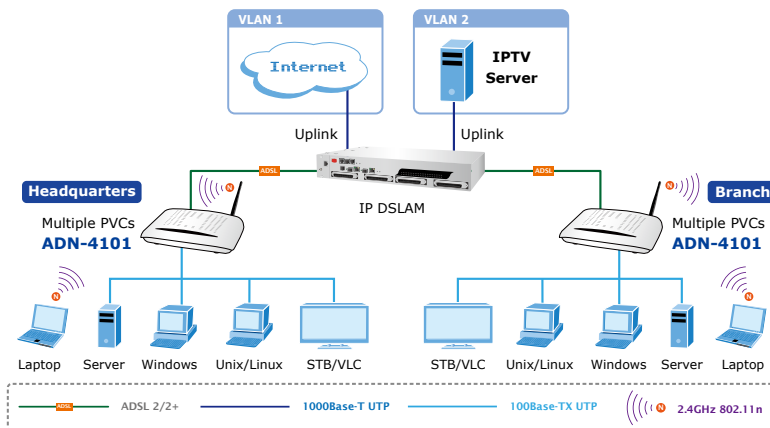 VLAN 1
VLAN 2
Internet
IPTV
Server
Uplink
Uplink
ADSL
ADSL
N
N
Headquarters
Branch
IP DSLAM
Multiple PVCs
ADN-4101
Multiple PVCs
ADN-4101
N
N
Laptop
Server
Windows
Unix/Linux
STB/VLC
STB/VLC
Unix/Linux
Windows
Server
Laptop
ADSL
ADSL 2/2+
1000Base-T UTP
100Base-TX UTP
N
2.4GHz 802.11n